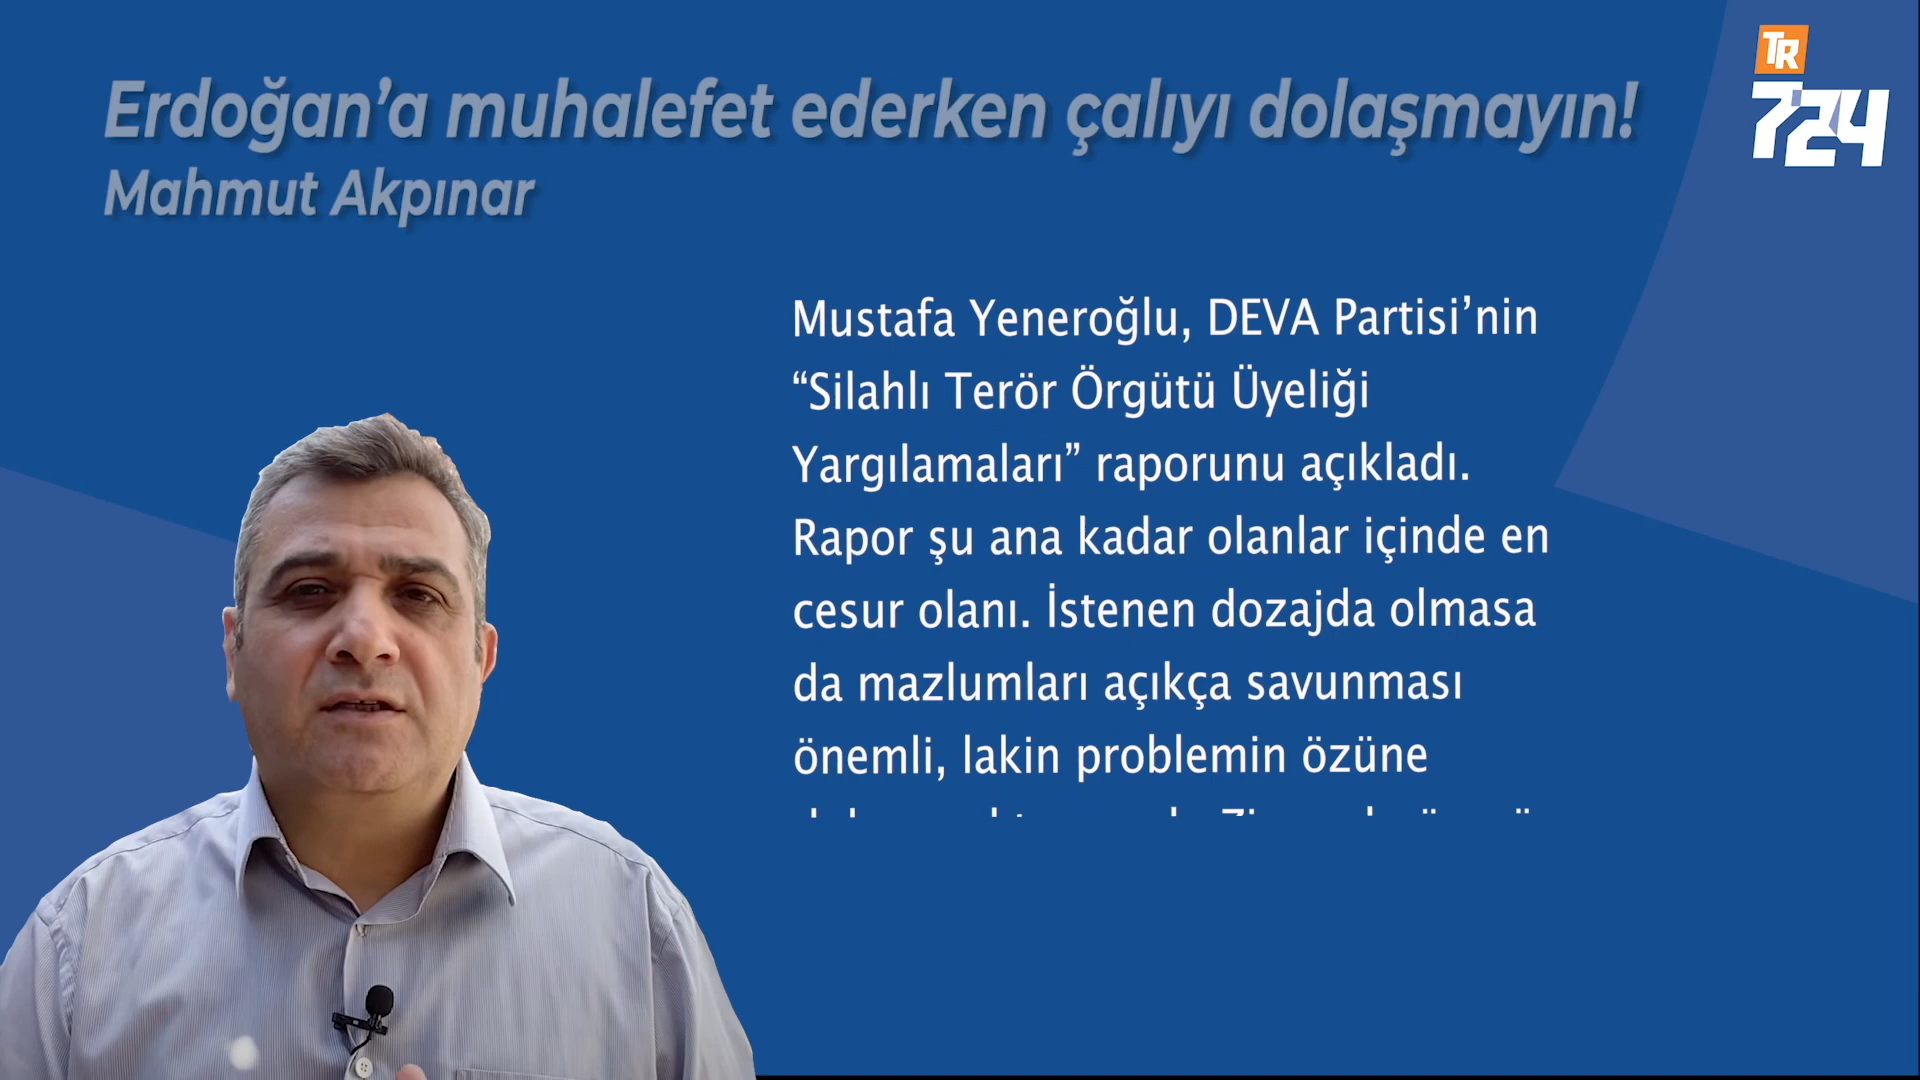 Erdoğan’a muhalefet ederken çalıyı dolaşmayın!
Mahmut Akpınar
TR
724
Mustafa Yeneroğlu, DEVA Partisi’nin
“Silahlı Terör Örgütü Üyeliği
Yargılamaları” raporunu açıkladı.
Rapor şu ana kadar olanlar içinde en
cesur olanı. İstenen dozajda olmasa
da mazlumları açıkça savunması
önemli, lakin problemin özüne